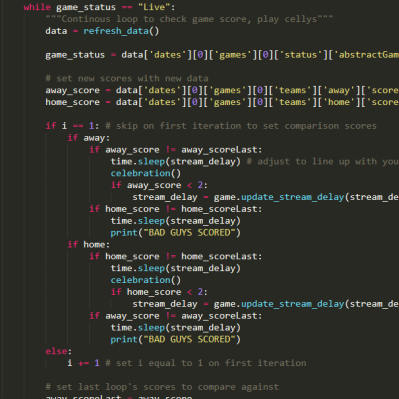 while game_status == "Live":
"""Continous loop to check game score, play cellys"""
data = refresh_data()
game_status = data['dates'][0]['games'][0]['status']['abstractGam
# set new scores with new data
away_score = data['dates'][0]['games'][0]['teams']['away']['score
home_score = data['dates'][0]['games'][0]['teams']['home']['score
if i == 1: # skip on first iteration to set comparison scores
if away:
if away_score != away_scoreLast:
time.sleep(stream_delay) # adjust to line up with you
celebration()
if away_score < 2:
stream_delay = game.update_stream_delay(stream_de
if home_score != home_scoreLast:
time.sleep(stream_delay)
print("BAD GUYS SCORED")
if home:
if home_score != home_scoreLast:
time.sleep(stream_delay)
celebration()
if home_score < 2:
stream_delay = game.update_stream_delay(stream_de
if away_score != away_scoreLast:
time.sleep(stream_delay)
print("BAD GUYS SCORED")
else:
i += 1 # set i equal to 1 on first iteration
# set last loop's scores to compare against
away_scoreLast = away_score